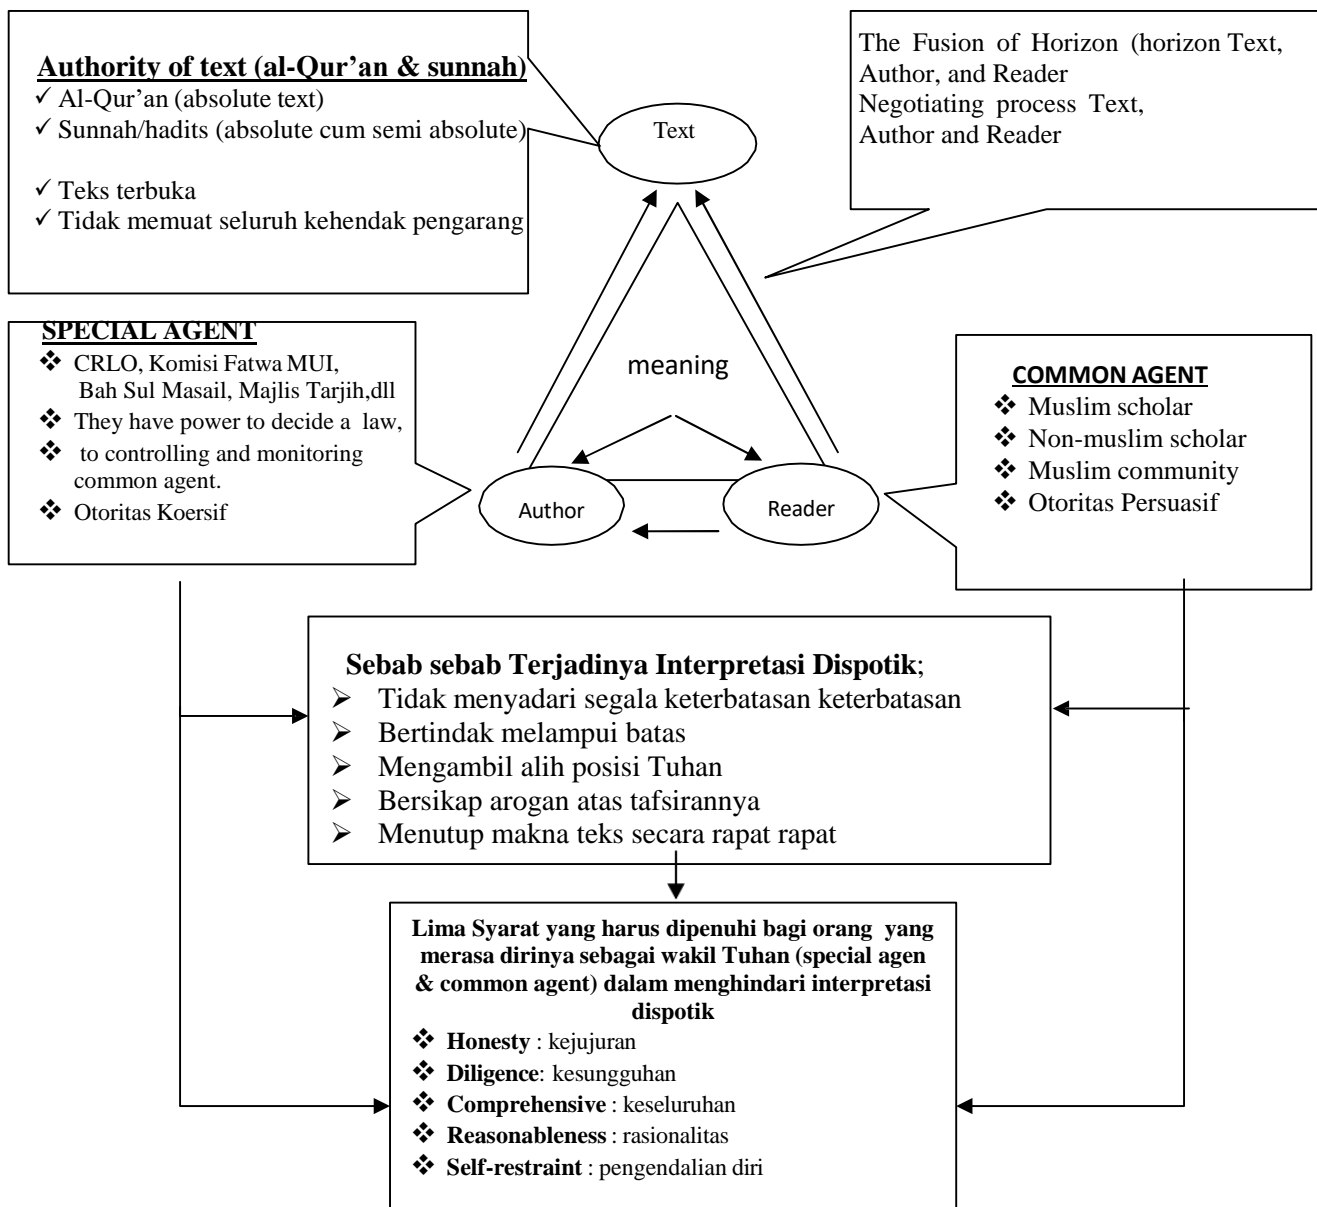 Authority of text (al-Qur’an & sunnah)
✓ Al-Qur’an (absolute text)
✓ Sunnah/hadits (absolute cum semi absolute)
✓ Teks terbuka
✓ Tidak memuat seluruh kehendak pengarang
Text
The Fusion of Horizon (horizon Text,
Author, and Reader
Negotiating process Text,
Author and Reader
SPECIAL AGENT
❖ CRLO, Komisi Fatwa MUI,
Bah Sul Masail, Majlis Tarjih,dll
❖ They have power to decide a law,
❖ to controlling and monitoring
common agent.
❖ Otoritas Koersif
meaning
Author
Reader
COMMON AGENT
❖ Muslim scholar
❖ Non-muslim scholar
❖ Muslim community
❖ Otoritas Persuasif
Sebab sebab Terjadinya Interpretasi Dispotik;
➢ Tidak menyadari segala keterbatasan keterbatasan
➢ Bertindak melampui batas
➢ Mengambil alih posisi Tuhan
➢ Bersikap arogan atas tafsirannya
➢ Menutup makna teks secara rapat rapat
Lima Syarat yang harus dipenuhi bagi orang yang
merasa dirinya sebagai wakil Tuhan (special agen
& common agent) dalam menghindari interpretasi
dispotik
❖ Honesty : kejujuran
❖ Diligence: kesungguhan
❖ Comprehensive : keseluruhan
❖ Reasonableness : rasionalitas
❖ Self-restraint : pengendalian diri